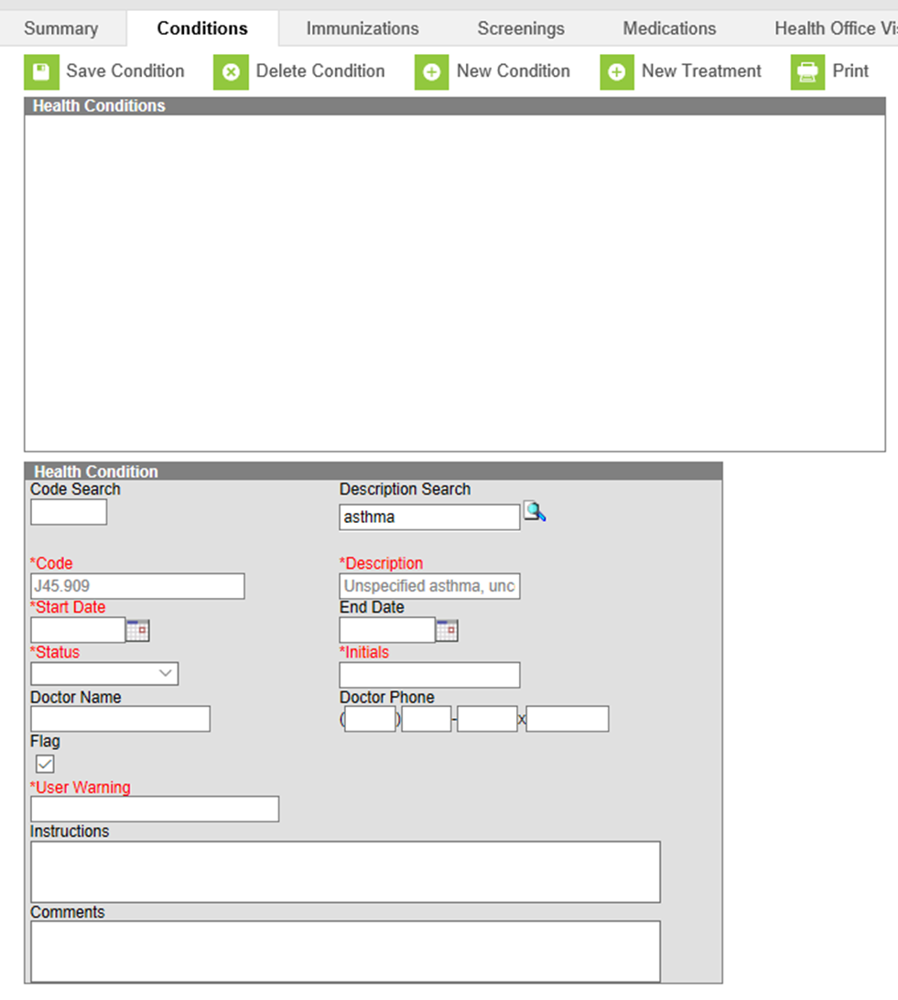 Summary Conditions Immunizations Screenings Medications Health Office Vi
Save Condition Delete Condition New Condition New Treatment Print
Health Conditions
Health Condition
Code Search Description Search
asthma
*Code *Description
J45.909 Unspecified asthma, unc
*Start Date End Date
*Status *Initials
Doctor Name Doctor Phone
( ) - x
Flag
*User Warning
Instructions
Comments